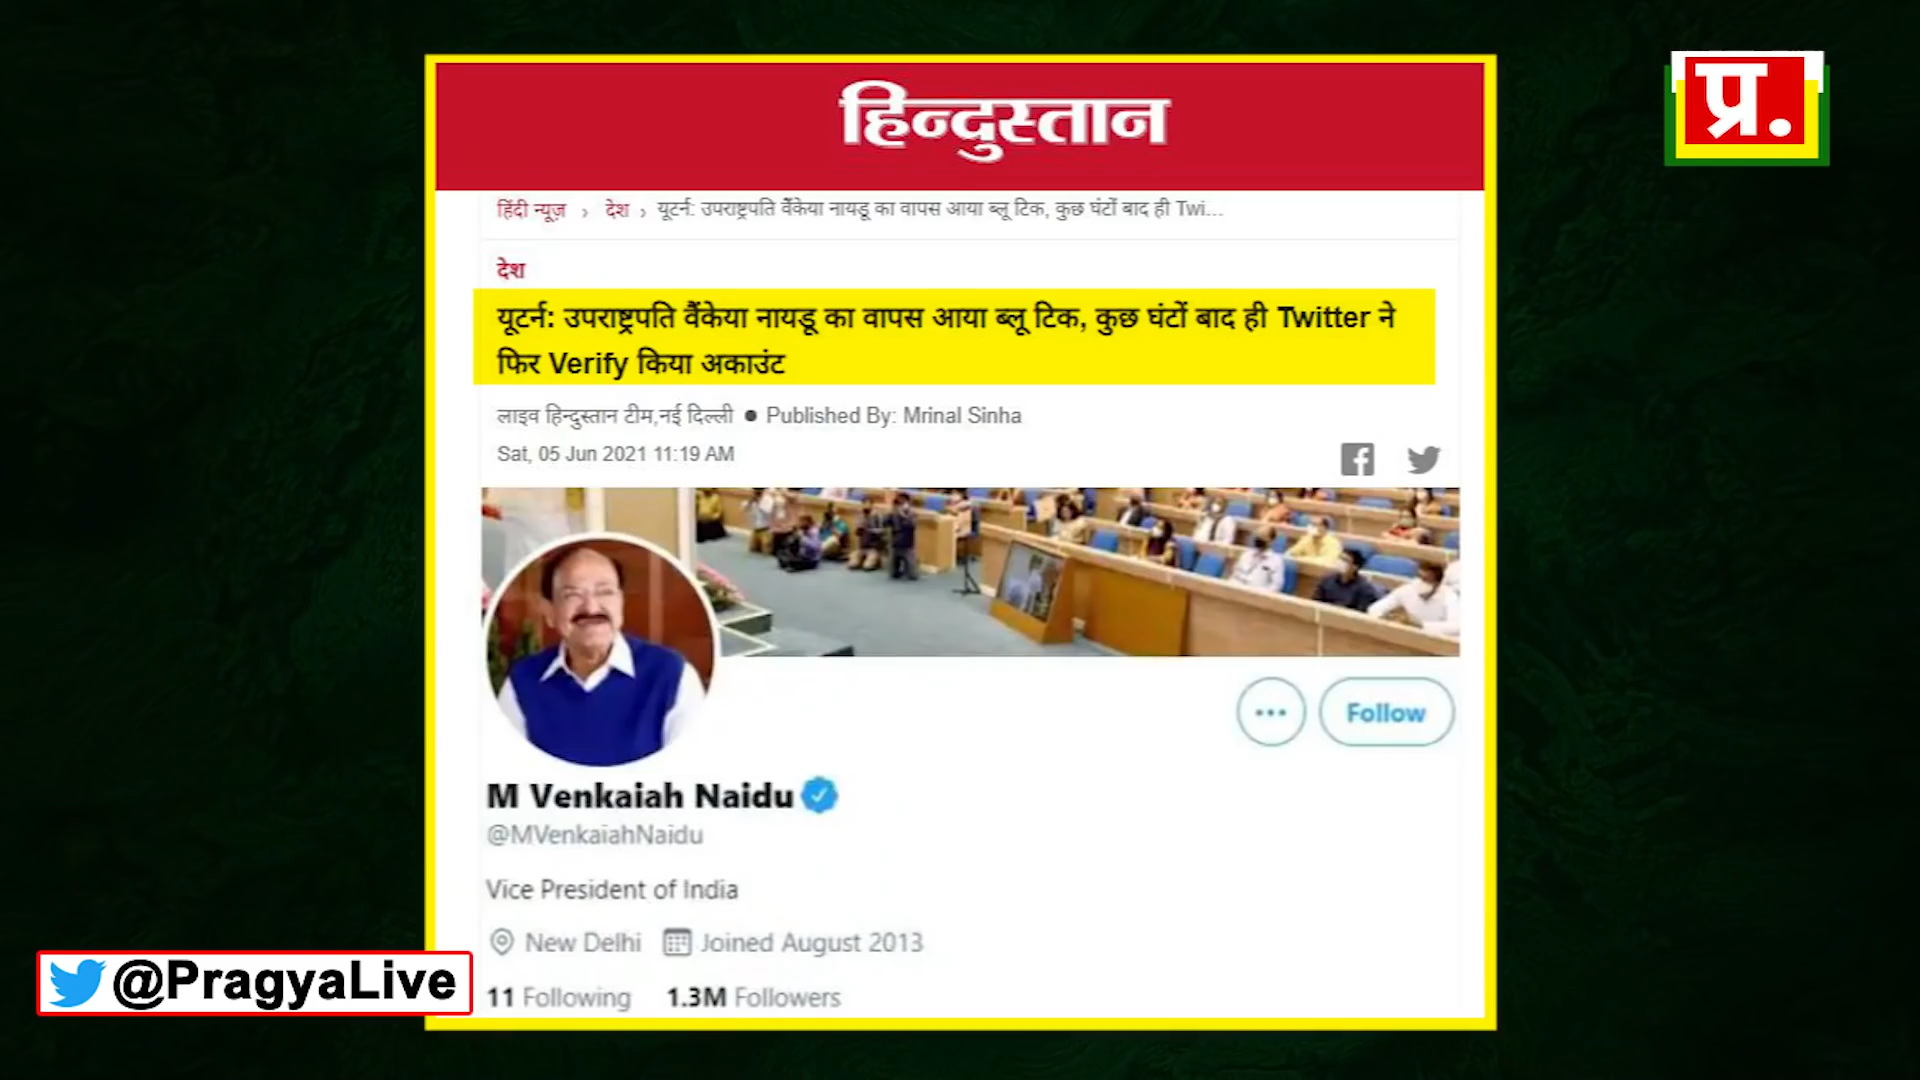 हिन्दुस्तान
प्र.
हिंदी न्यूज़ › देश › यूटर्न: उपराष्ट्रपति वैंकेया नायडू का वापस आया ब्लू टिक, कुछ घंटों बाद ही Twi...
देश
यूटर्न: उपराष्ट्रपति वैंकेया नायडू का वापस आया ब्लू टिक, कुछ घंटों बाद ही Twitter ने
फिर Verify किया अकाउंट
लाइव हिन्दुस्तान टीम,नई दिल्ली ● Published By: Mrinal Sinha
Sat, 05 Jun 2021 11:19 AM
Follow
M Venkaiah Naidu
@MVenkaiahNaidu
Vice President of India
New Delhi Joined August 2013
11 Following 1.3M Followers
@PragyaLive